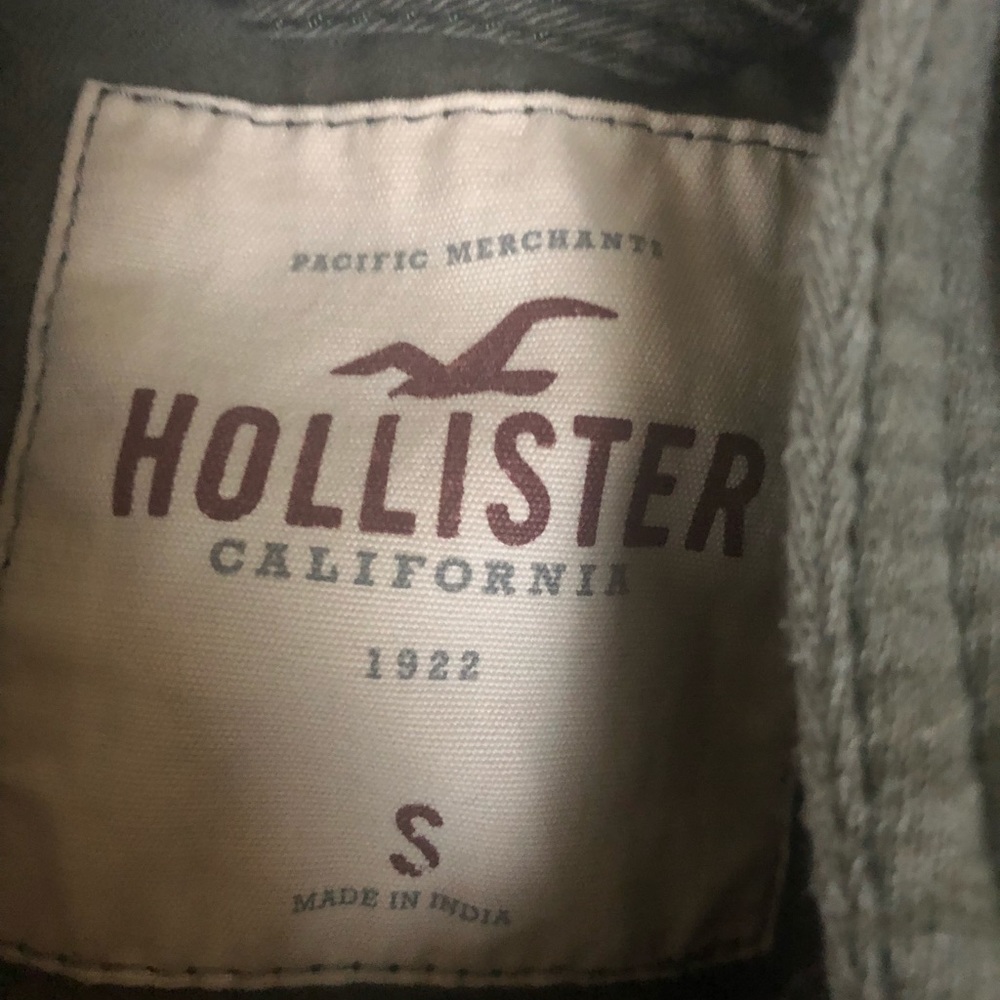 PACIFIC MERCHANTS
HOLLISTER
CALIFORNIA
1922
S
MADE IN INDIA